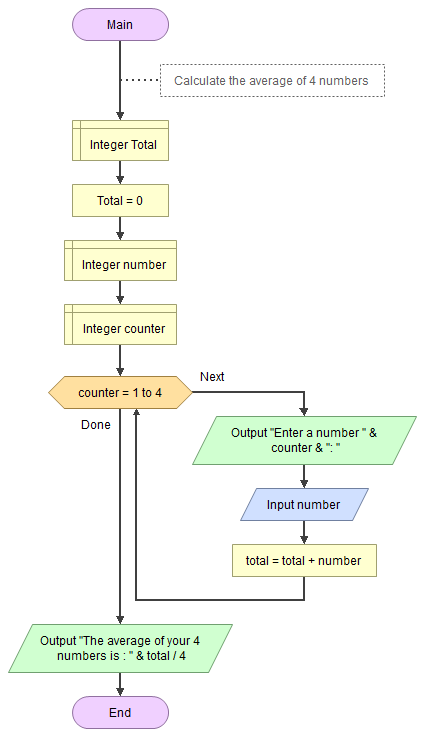 Main
Calculate the average of 4 numbers
Integer Total
Total = 0
Integer number
Integer counter
counter = 1 to 4
Next
Done
Output "Enter a number " &
counter & ": "
Input number
total = total + number
Output "The average of your 4
numbers is : " & total / 4
End